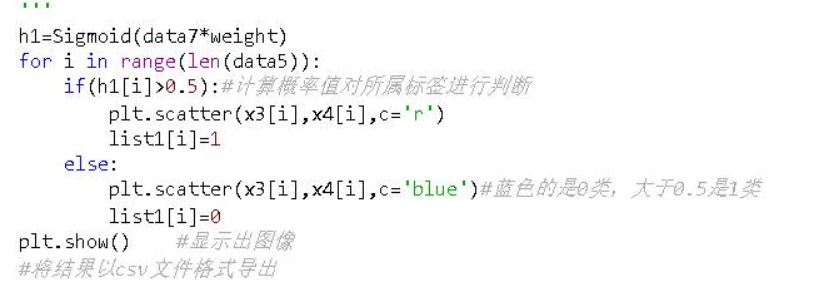 '''
h1=Sigmoid(data7*weight)
for i in range(len(data5)):
    if(h1[i]>0.5):#计算概率值对所属标签进行判断
        plt.scatter(x3[i],x4[i],c='r')
        list1[i]=1
    else:
        plt.scatter(x3[i],x4[i],c='blue')#蓝色的是0类，大于0.5是1类
        list1[i]=0
plt.show()    #显示出图像
#将结果以csv文件格式导出